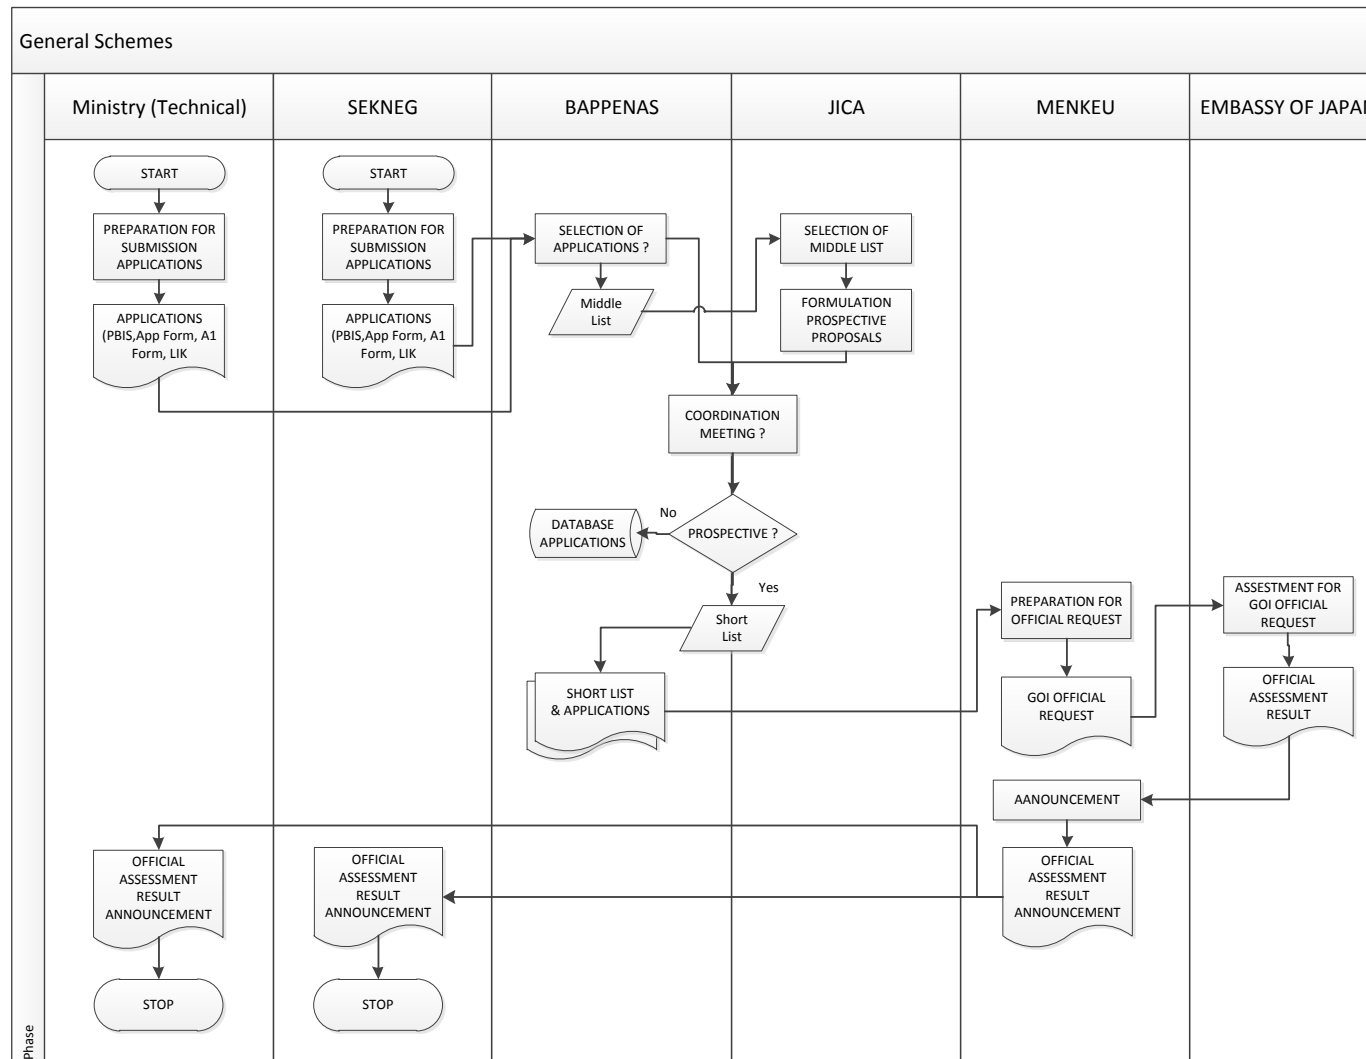 General Schemes
Ministry (Technical)
SEKNEG
BAPPENAS
JICA
MENKEU
EMBASSY OF JAPAN
START
START
PREPARATION FOR
SUBMISSION
APPLICATIONS
PREPARATION FOR
SUBMISSION
APPLICATIONS
SELECTION OF
APPLICATIONS ?
SELECTION OF
MIDDLE LIST
APPLICATIONS
(PBIS,App Form, A1
Form, LIK
APPLICATIONS
(PBIS,App Form, A1
Form, LIK
Middle
List
FORMULATION
PROSPECTIVE
PROPOSALS
COORDINATION
MEETING ?
No
DATABASE
APPLICATIONS
PROSPECTIVE ?
Yes
Short
List
PREPARATION FOR
OFFICIAL REQUEST
ASSESTMENT FOR
GOI OFFICIAL
REQUEST
SHORT LIST
& APPLICATIONS
GOI OFFICIAL
REQUEST
OFFICIAL
ASSESSMENT
RESULT
AANOUNCEMENT
OFFICIAL
ASSESSMENT
RESULT
ANNOUNCEMENT
OFFICIAL
ASSESSMENT
RESULT
ANNOUNCEMENT
OFFICIAL
ASSESSMENT
RESULT
ANNOUNCEMENT
STOP
STOP
Phase